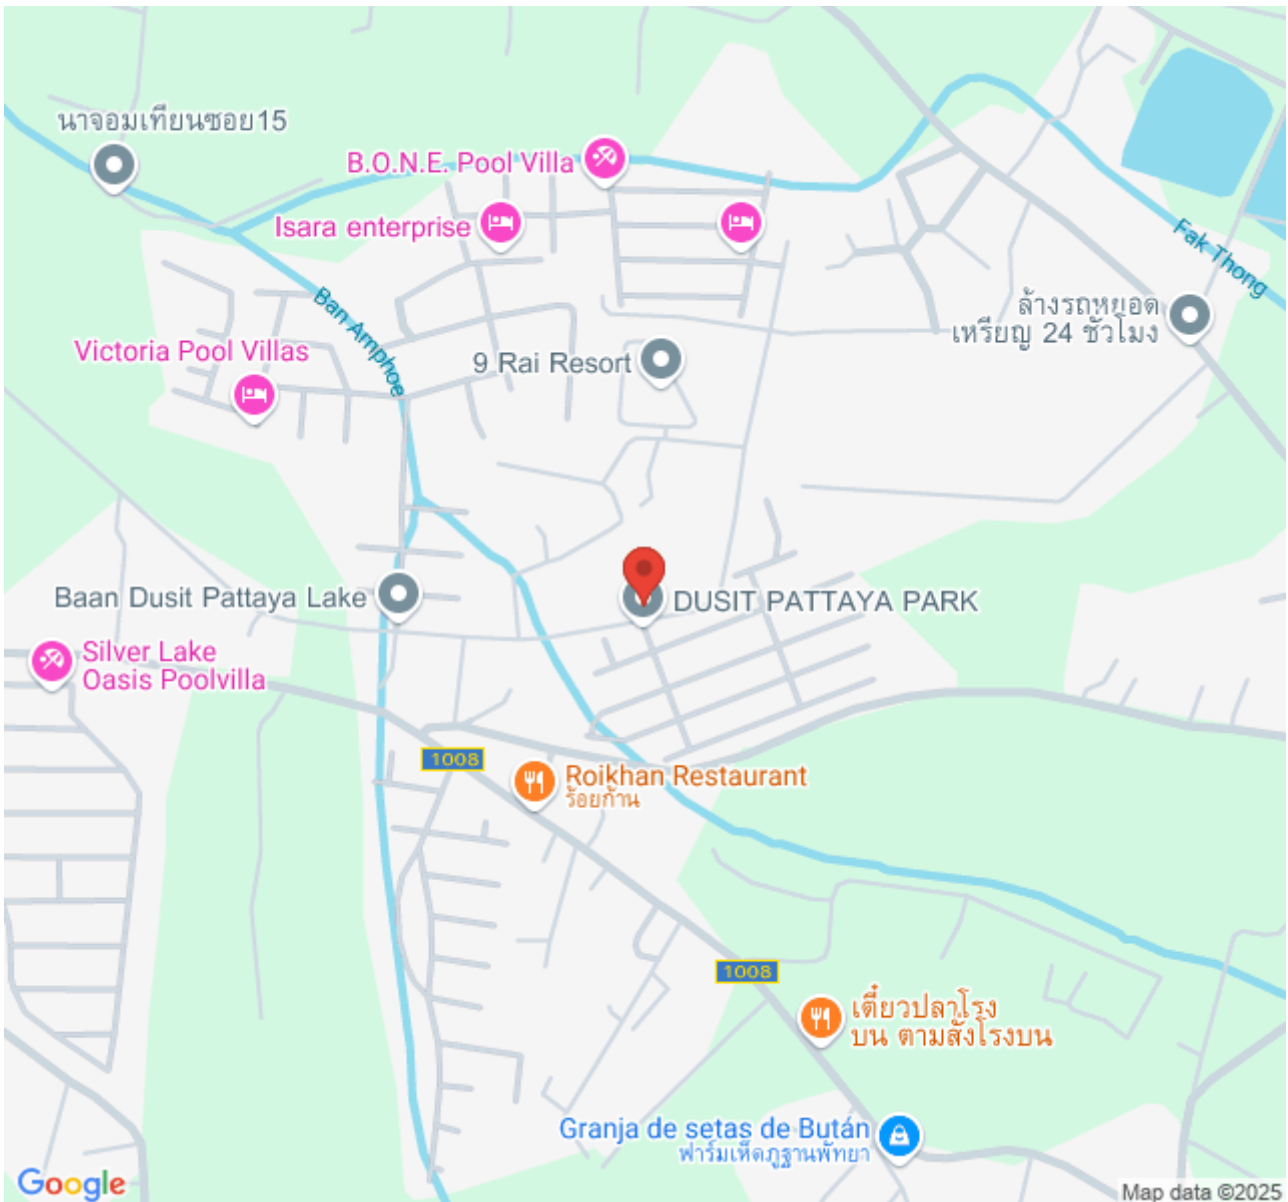 นาจอมเทียนซอย15
B.O.N.E. Pool Villa
Isara enterprise
Fak Thong
Ban Amphoe
ล้างรถหยอด
เหรียญ 24 ชั่วโมง
Victoria Pool Villas
9 Rai Resort
Baan Dusit Pattaya Lake
DUSIT PATTAYA PARK
Silver Lake
Oasis Poolvilla
1008
Roikhan Restaurant
ร้อยก้าน
1008
เตี๋ยวปลาโรง
บน ตามสั่งโรงบน
Granja de setas de Bután
ฟาร์มเห็ดภูฐานพัทยา
Google
Map data ©2025